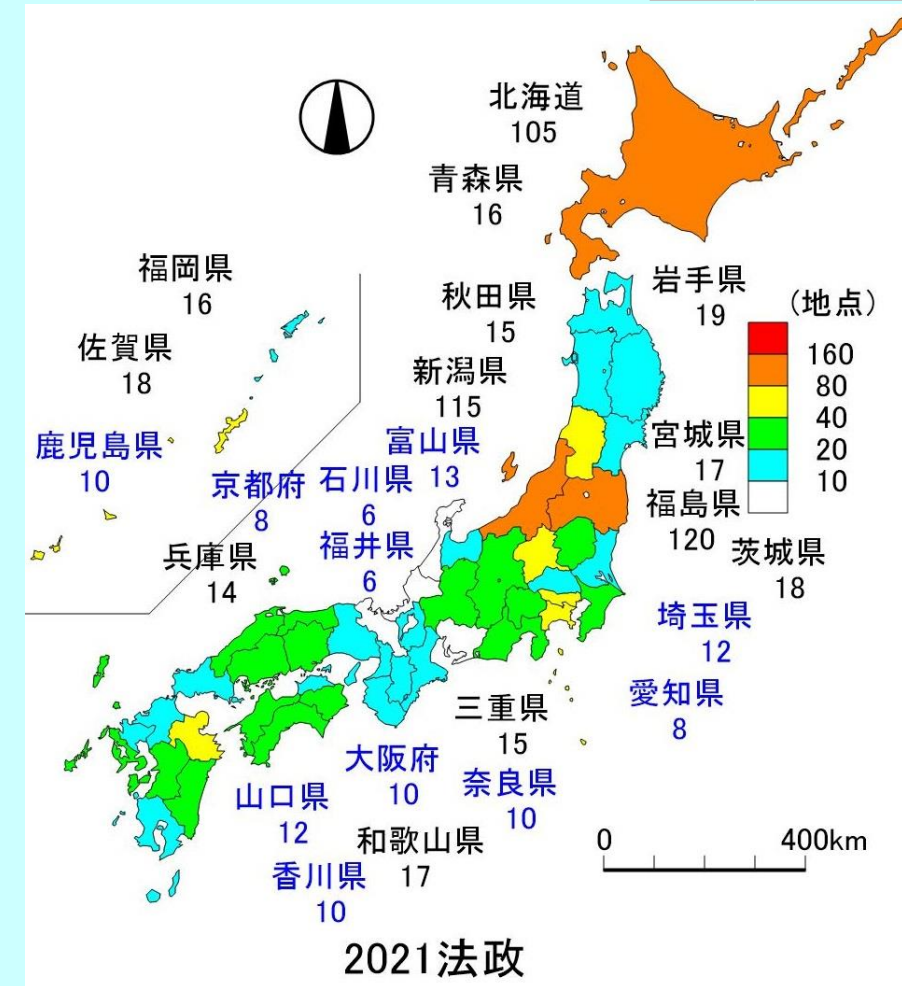 北海道
105
青森県
16
福岡県
16
岩手県
19
秋田県
15
(地点)
佐賀県
18
新潟県
115
160
80
40
20
10
鹿児島県
10
富山県
13
宮城県
17
京都府
8
石川県
6
福島県
120
福井県
6
兵庫県
14
茨城県
18
埼玉県
12
愛知県
8
三重県
15
大阪府
10
奈良県
10
山口県
12
和歌山県
17
香川県
10
0 400km
2021法政